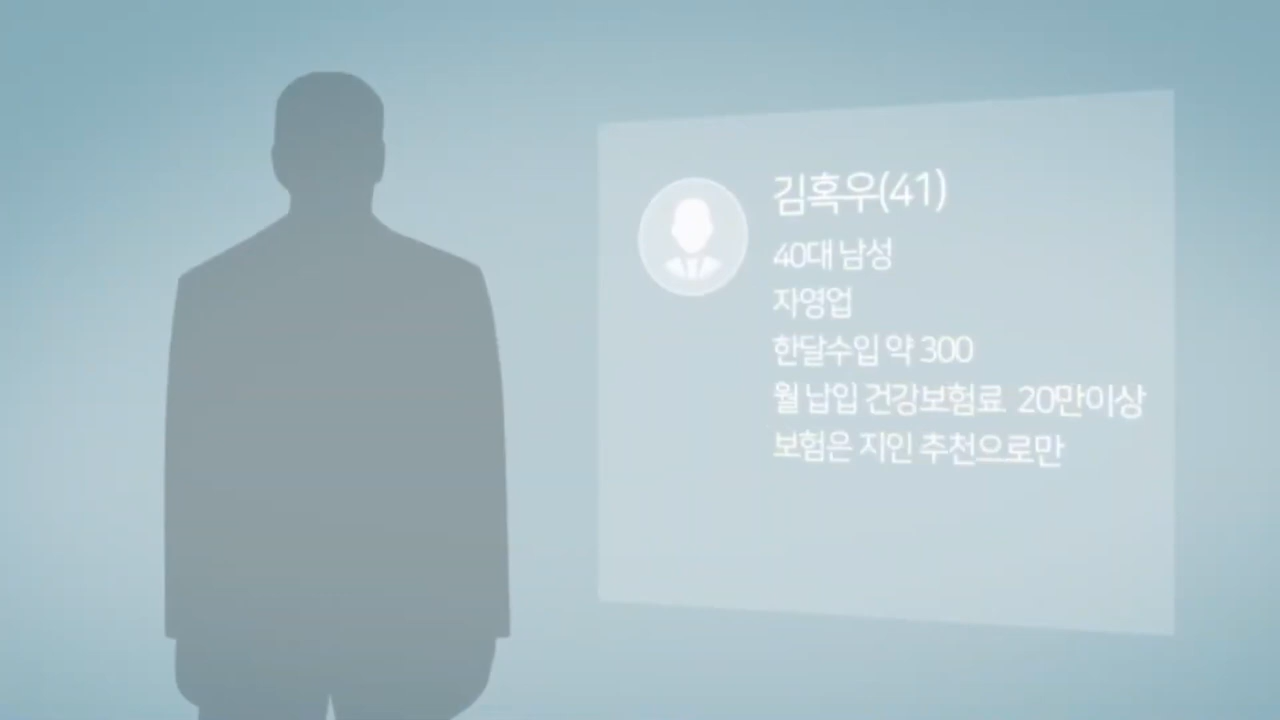 김혹우(41)
40대 남성
자영업
한달수입 약 300
월 납입 건강보험료 20만이상
보험은 지인 추천으로만